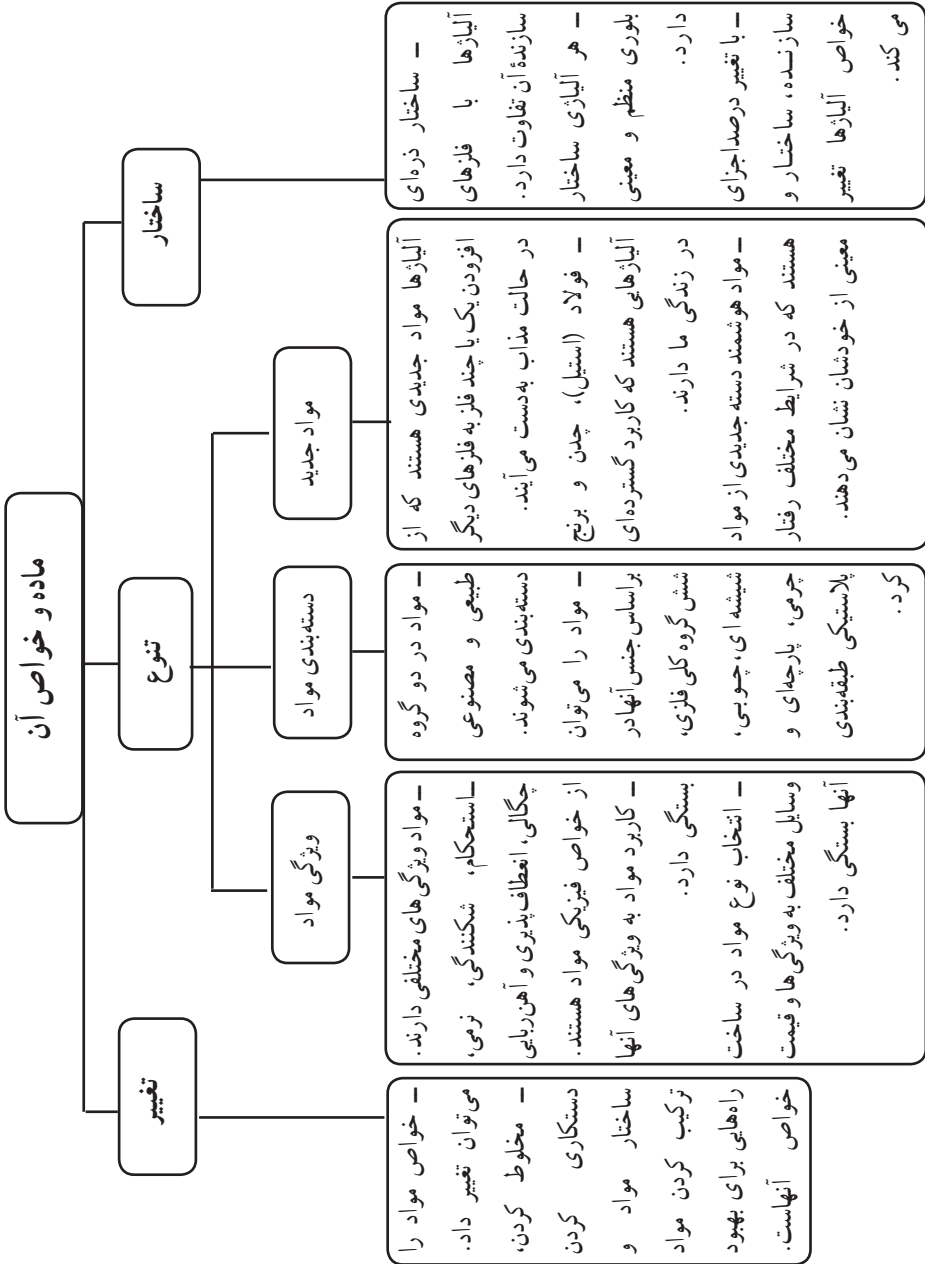 ماده و خواص آن
ساختار
تنوع
تغییر
مواد جدید
دسته‌بندی مواد
ویژگی مواد
– ساختار ذره‌ای
آلیاژها با فلزهای
سازندهٔ آن تفاوت دارد.
– هر آلیاژی ساختار
بلوری منظم و معینی
دارد.
– با تغییر درصد اجزای
سازنده، ساختار و
خواص آلیاژها تغییر
می کند.
آلیاژها مواد جدیدی هستند که از
افزودن یک یا چند فلز به فلزهای دیگر
در حالت مذاب به‌دست می‌آیند.
– فولاد (استیل)، چدن و برنج
آلیاژهایی هستند که کاربرد گسترده‌ای
در زندگی ما دارند.
– مواد هوشمند دسته جدیدی از مواد
هستند که در شرایط مختلف رفتار
معینی از خودشان نشان می‌دهند.
– مواد در دو گروه
طبیعی و مصنوعی
دسته‌بندی می‌شوند.
– مواد را می‌توان
براساس جنس آنها در
شش گروه کلی فلزی،
شیشه ای، چوبی،
چرمی، پارچه‌ای و
پلاستیکی طبقه‌بندی
کرد.
– مواد ویژگی‌های مختلفی دارند.
–استحکام، شکنندگی، نرمی،
چگالی، انعطاف‌پذیری و آهن‌ربایی
از خواص فیزیکی مواد هستند.
– کاربرد مواد به ویژگی‌های آنها
بستگی دارد.
– انتخاب نوع مواد در ساخت
وسایل مختلف به ویژگی‌ها و قیمت
آنها بستگی دارد.
– خواص مواد را
می‌توان تغییر داد.
– مخلوط کردن،
دستکاری کردن
ساختار مواد و
ترکیب کردن مواد
راه‌هایی برای بهبود
خواص آنهاست.